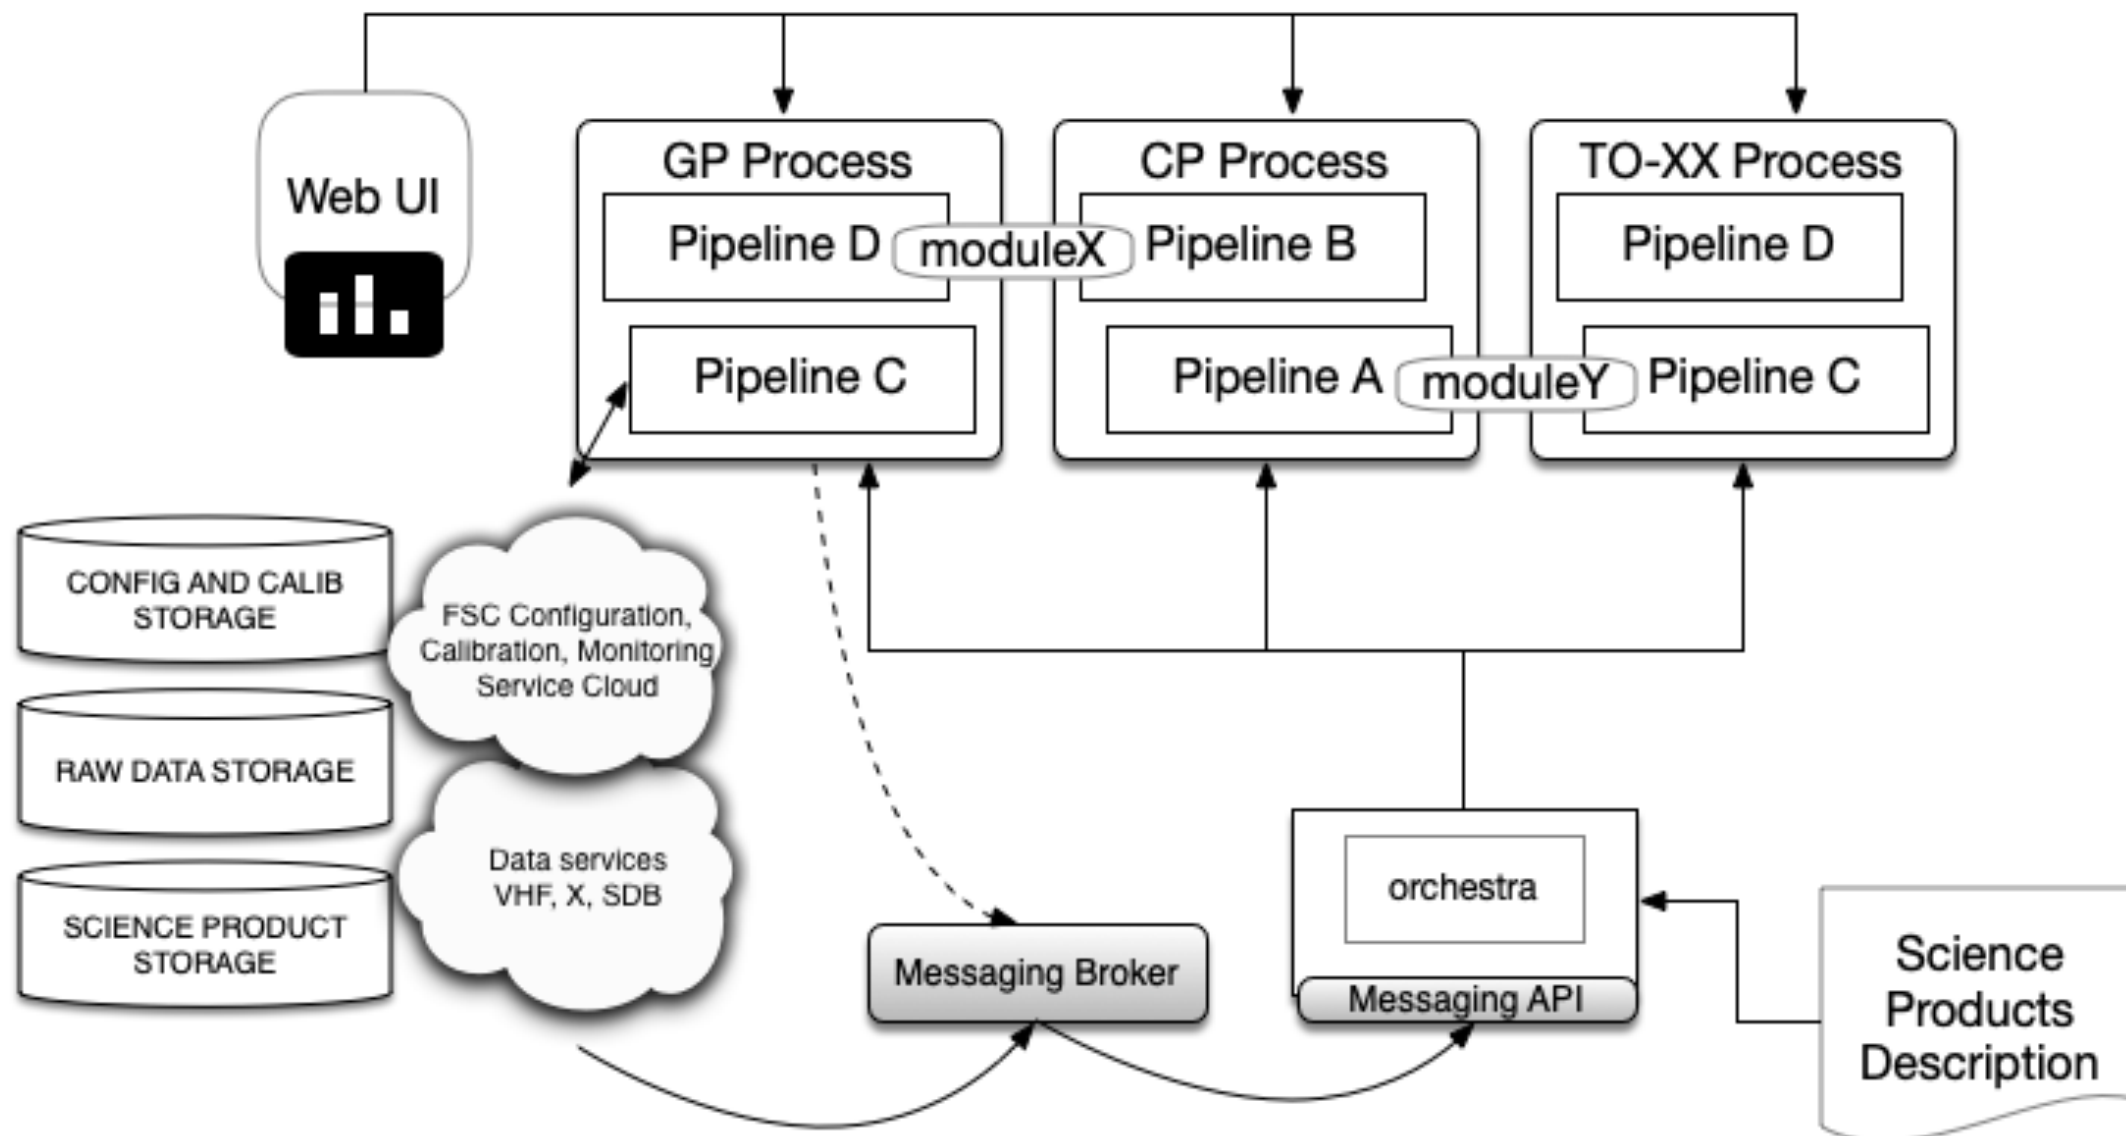 Web UI
GP Process
Pipeline D
moduleX
Pipeline C
CP Process
Pipeline B
Pipeline A
moduleY
TO-XX Process
Pipeline D
Pipeline C
CONFIG AND CALIB
STORAGE
RAW DATA STORAGE
SCIENCE PRODUCT
STORAGE
FSC Configuration,
Calibration, Monitoring
Service Cloud
Data services
VHF, X, SDB
Messaging Broker
orchestra
Messaging API
Science
Products
Description